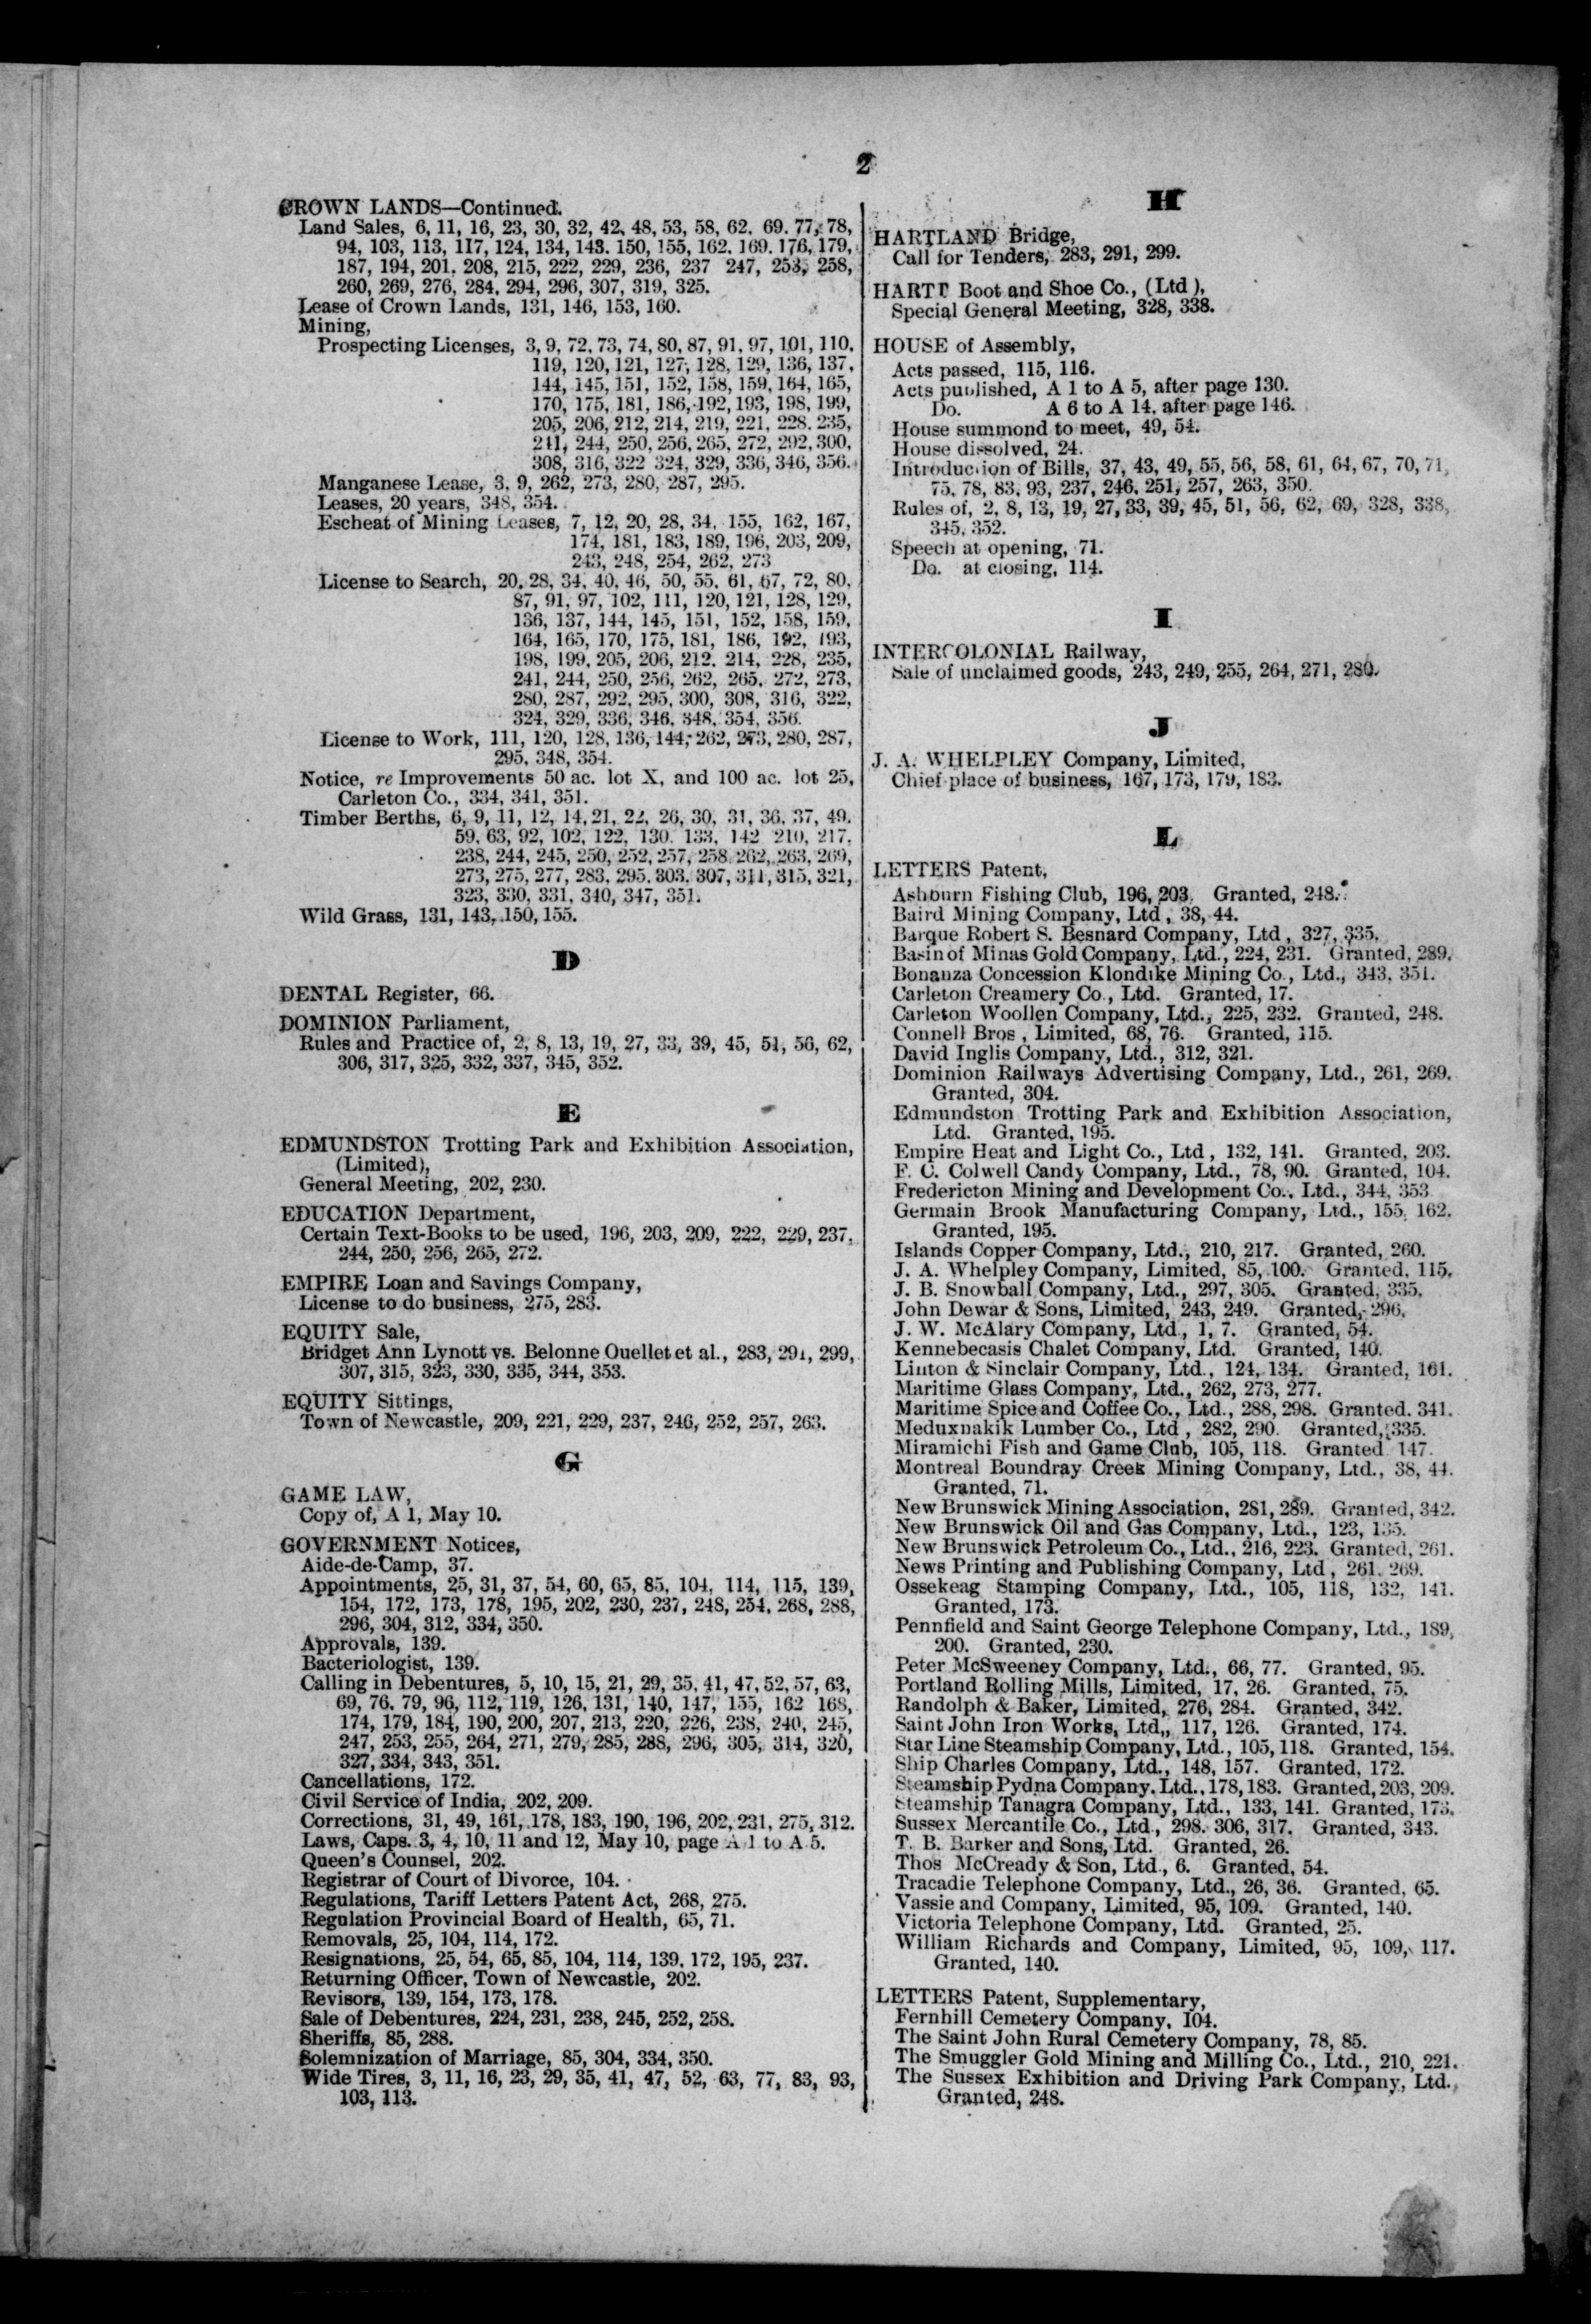 2
CROWN LANDS—Continued.
Land Sales, 6, 11, 16, 23, 30, 32, 42, 48, 53, 58, 62. 69. 77, 78,
94, 103, 113, 117, 124, 134, 143. 150, 155, 162. 169. 176, 179,
187, 194, 201. 208, 215, 222, 229, 236, 237 247, 253, 258,
260, 269, 276, 284. 294, 296, 307, 319, 325.
Lease of Crown Lands, 131, 146, 153, 160.
Mining,
Prospecting Licenses, 3, 9, 72, 73, 74, 80, 87, 91, 97, 101, 110,
119, 120, 121, 127, 128, 129, 136, 137,
144, 145, 151, 152, 158, 159, 164, 165,
170, 175, 181, 186, 192, 193, 198, 199,
205, 206, 212, 214, 219, 221, 228. 235,
241, 244, 250, 256, 265, 272, 292, 300,
308, 316, 322 324, 329, 336, 346, 356.
Manganese Lease, 3, 9, 262, 273, 280, 287, 295.
Leases, 20 years, 348, 354.
Escheat of Mining Leases, 7, 12, 20, 28, 34, 155, 162, 167,
174, 181, 183, 189, 196, 203, 209,
243, 248, 254, 262, 273
License to Search, 20, 28, 34, 40, 46, 50, 55. 61, 67, 72, 80,
87, 91, 97, 102, 111, 120, 121, 128, 129,
136, 137, 144, 145, 151, 152, 158, 159,
164, 165, 170, 175, 181, 186, 192, 193,
198, 199, 205, 206, 212. 214, 228, 235,
241, 244, 250, 256, 262, 265, 272, 273,
280, 287, 292, 295, 300, 308, 316, 322,
324, 329, 336, 346, 348, 354, 356.
License to Work, 111, 120, 128, 136, 144, 262, 273, 280, 287,
295, 348, 354.
Notice, re Improvements 50 ac. lot X, and 100 ac. lot 25,
Carleton Co., 334, 341, 351.
Timber Berths, 6, 9, 11, 12, 14, 21, 22, 26, 30, 31, 36, 37, 49,
59, 63, 92, 102, 122, 130. 133, 142 210, 217,
238, 244, 245, 250, 252, 257, 258, 262, 263, 269,
273, 275, 277, 283, 295, 303, 307, 311, 315, 321,
323, 330, 331, 340, 347, 351.
Wild Grass, 131, 143, 150, 155.
D
DENTAL Register, 66.
DOMINION Parliament,
Rules and Practice of, 2, 8, 13, 19, 27, 33, 39, 45, 51, 56, 62,
306, 317, 325, 332, 337, 345, 352.
E
EDMUNDSTON Trotting Park and Exhibition Association,
(Limited),
General Meeting, 202, 230.
EDUCATION Department,
Certain Text-Books to be used, 196, 203, 209, 222, 229, 237,
244, 250, 256, 265, 272.
EMPIRE Loan and Savings Company,
License to do business, 275, 283.
EQUITY Sale,
Bridget Ann Lynott vs. Belonne Ouellet et al., 283, 291, 299,
307, 315, 323, 330, 335, 344, 353.
EQUITY Sittings,
Town of Newcastle, 209, 221, 229, 237, 246, 252, 257, 263.
G
GAME LAW,
Copy of, A 1, May 10.
GOVERNMENT Notices,
Aide-de-Camp, 37.
Appointments, 25, 31, 37, 54, 60, 65, 85, 104, 114, 115, 139,
154, 172, 173, 178, 195, 202, 230, 237, 248, 254, 268, 288,
296, 304, 312, 334, 350.
Approvals, 139.
Bacteriologist, 139.
Calling in Debentures, 5, 10, 15, 21, 29, 35, 41, 47, 52, 57, 63,
69, 76, 79, 96, 112, 119, 126, 131, 140, 147, 155, 162 168,
174, 179, 184, 190, 200, 207, 213, 220, 226, 238, 240, 245,
247, 253, 255, 264, 271, 279, 285, 288, 296, 305, 314, 320,
327, 334, 343, 351.
Cancellations, 172.
Civil Service of India, 202, 209.
Corrections, 31, 49, 161, 178, 183, 190, 196, 202, 231, 275, 312.
Laws, Caps. 3, 4, 10, 11 and 12, May 10, page A 1 to A 5.
Queen's Counsel, 202.
Registrar of Court of Divorce, 104.
Regulations, Tariff Letters Patent Act, 268, 275.
Regulation Provincial Board of Health, 65, 71.
Removals, 25, 104, 114, 172.
Resignations, 25, 54, 65, 85, 104, 114, 139, 172, 195, 237.
Returning Officer, Town of Newcastle, 202.
Revisors, 139, 154, 173, 178.
Sale of Debentures, 224, 231, 238, 245, 252, 258.
Sheriffs, 85, 288.
Solemnization of Marriage, 85, 304, 334, 350.
Wide Tires, 3, 11, 16, 23, 29, 35, 41, 47, 52, 63, 77, 83, 93,
103, 113.
H
HARTLAND Bridge,
Call for Tenders, 283, 291, 299.
HARTT Boot and Shoe Co., (Ltd),
Special General Meeting, 328, 338.
HOUSE of Assembly,
Acts passed, 115, 116.
Acts published, A 1 to A 5, after page 130.
Do. A 6 to A 14, after page 146.
House summond to meet, 49, 54.
House dissolved, 24.
Introduction of Bills, 37, 43, 49, 55, 56, 58, 61, 64, 67, 70, 71,
75, 78, 83, 93, 237, 246, 251, 257, 263, 350.
Rules of, 2, 8, 13, 19, 27, 33, 39, 45, 51, 56, 62, 69, 328, 338,
345, 352.
Speech at opening, 71.
Do. at closing, 114.
I
INTERCOLONIAL Railway,
Sale of unclaimed goods, 243, 249, 255, 264, 271, 280.
J
J. A. WHELPLEY Company, Limited,
Chief place of business, 167, 173, 179, 183.
L
LETTERS Patent,
Ashburn Fishing Club, 196, 203. Granted, 248.
Baird Mining Company, Ltd, 38, 44.
Barque Robert S. Besnard Company, Ltd, 327, 335.
Basin of Minas Gold Company, Ltd., 224, 231. Granted, 289.
Bonanza Concession Klondike Mining Co., Ltd., 343, 351.
Carleton Creamery Co., Ltd. Granted, 17.
Carleton Woollen Company, Ltd., 225, 232. Granted, 248.
Connell Bros, Limited, 68, 76. Granted, 115.
David Inglis Company, Ltd., 312, 321.
Dominion Railways Advertising Company, Ltd., 261, 269.
Granted, 304.
Edmundston Trotting Park and Exhibition Association,
Ltd. Granted, 195.
Empire Heat and Light Co., Ltd, 132, 141. Granted, 203.
F. C. Colwell Candy Company, Ltd., 78, 90. Granted, 104.
Fredericton Mining and Development Co., Ltd., 344, 353
Germain Brook Manufacturing Company, Ltd., 155, 162.
Granted, 195.
Islands Copper Company, Ltd., 210, 217. Granted, 260.
J. A. Whelpley Company, Limited, 85, 100. Granted, 115.
J. B. Snowball Company, Ltd., 297, 305. Granted, 335.
John Dewar & Sons, Limited, 243, 249. Granted, 296.
J. W. McAlary Company, Ltd., 1, 7. Granted, 54.
Kennebecasis Chalet Company, Ltd. Granted, 140.
Linton & Sinclair Company, Ltd., 124, 134. Granted, 161.
Maritime Glass Company, Ltd., 262, 273, 277.
Maritime Spice and Coffee Co., Ltd., 288, 298. Granted. 341.
Meduxnakik Lumber Co., Ltd, 282, 290. Granted, 335.
Miramichi Fish and Game Club, 105, 118. Granted 147.
Montreal Boundray Creek Mining Company, Ltd., 38, 44.
Granted, 71.
New Brunswick Mining Association, 281, 289. Granted, 342.
New Brunswick Oil and Gas Company, Ltd., 123, 135.
New Brunswick Petroleum Co., Ltd., 216, 223. Granted, 261.
News Printing and Publishing Company, Ltd, 261. 269.
Ossekeag Stamping Company, Ltd., 105, 118, 132, 141.
Granted, 173.
Pennfield and Saint George Telephone Company, Ltd., 189,
200. Granted, 230.
Peter McSweeney Company, Ltd., 66, 77. Granted, 95.
Portland Rolling Mills, Limited, 17, 26. Granted, 75.
Randolph & Baker, Limited, 276, 284. Granted, 342.
Saint John Iron Works, Ltd,, 117, 126. Granted, 174.
Star Line Steamship Company, Ltd., 105, 118. Granted, 154.
Ship Charles Company, Ltd., 148, 157. Granted, 172.
Steamship Pydna Company, Ltd., 178, 183. Granted, 203, 209.
Steamship Tanagra Company, Ltd., 133, 141. Granted, 173.
Sussex Mercantile Co., Ltd., 298. 306, 317. Granted, 343.
T. B. Barker and Sons, Ltd. Granted, 26.
Thos McCready & Son, Ltd., 6. Granted, 54.
Tracadie Telephone Company, Ltd., 26, 36. Granted, 65.
Vassie and Company, Limited, 95, 109. Granted, 140.
Victoria Telephone Company, Ltd. Granted, 25.
William Richards and Company, Limited, 95, 109, 117.
Granted, 140.
LETTERS Patent, Supplementary,
Fernhill Cemetery Company, 104.
The Saint John Rural Cemetery Company, 78, 85.
The Smuggler Gold Mining and Milling Co., Ltd., 210, 221.
The Sussex Exhibition and Driving Park Company, Ltd.
Granted, 248.